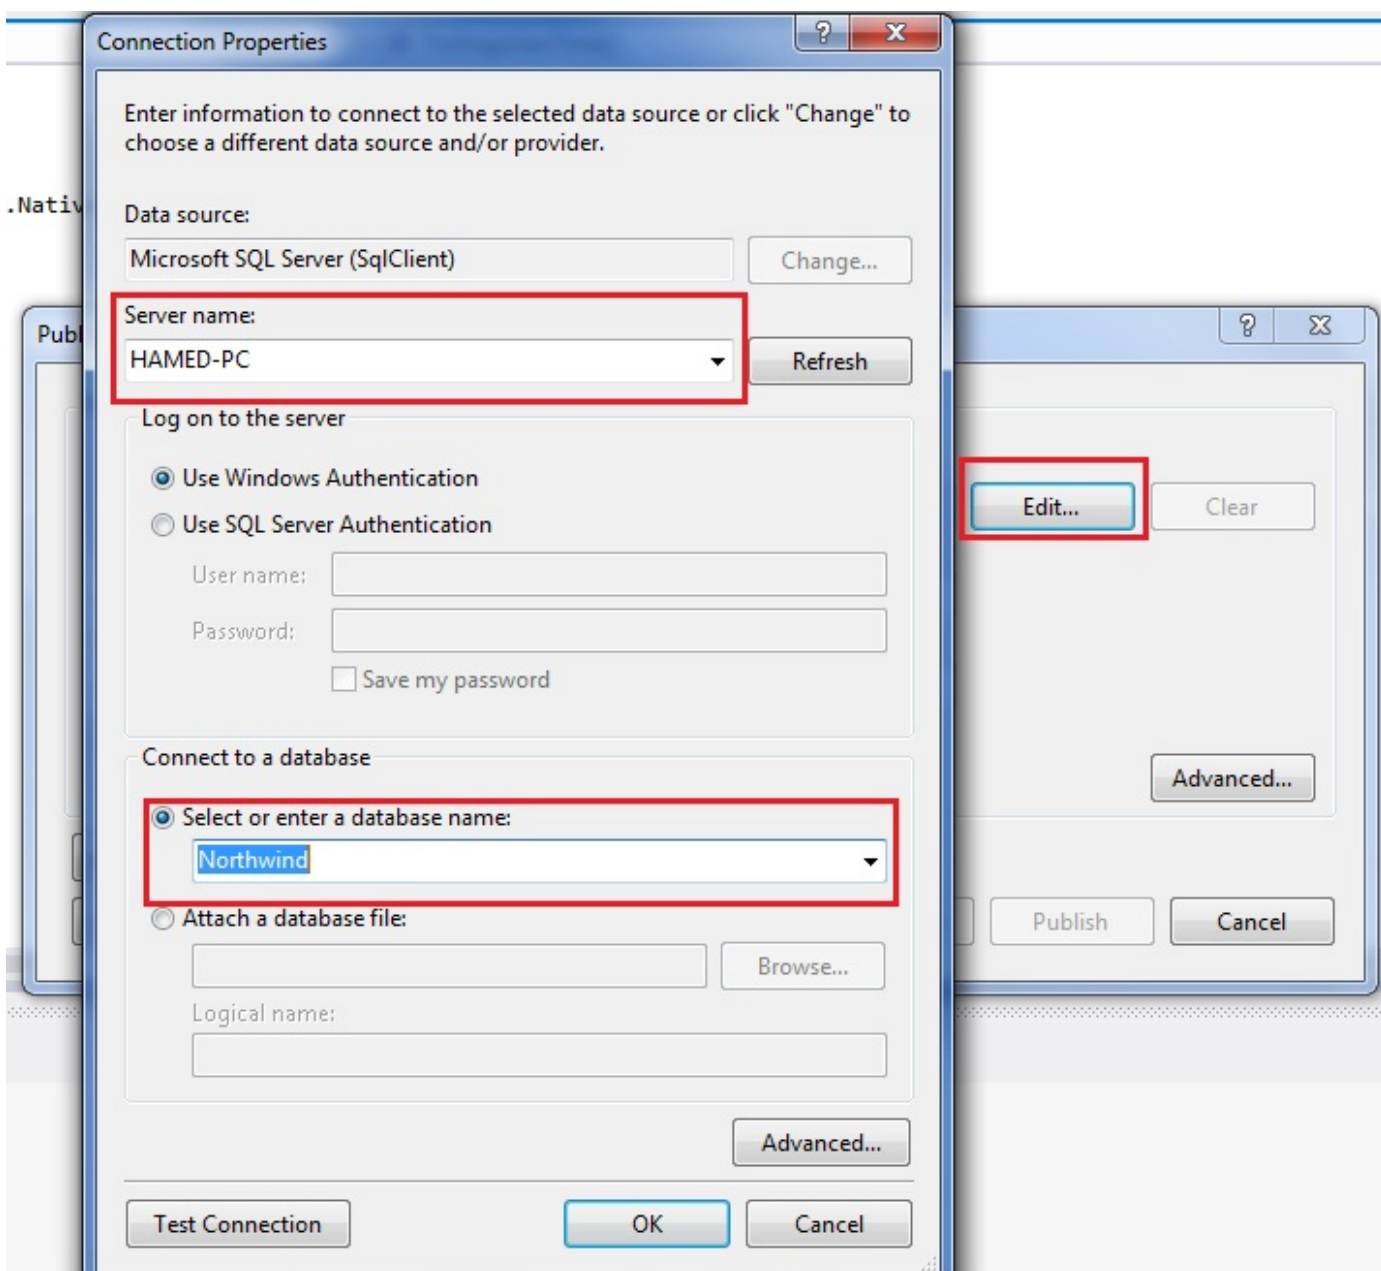 Connection Properties
Enter information to connect to the selected data source or click "Change" to
choose a different data source and/or provider.
.Nativ
Data source:
Microsoft SQL Server (SqlClient)
Change...
Server name:
HAMED-PC
Refresh
Publ
Log on to the server
Use Windows Authentication
Use SQL Server Authentication
User name:
Password:
Save my password
Edit...
Clear
Connect to a database
Select or enter a database name:
Northwind
Attach a database file:
Browse...
Logical name:
Advanced...
Publish
Cancel
Advanced...
Test Connection
OK
Cancel